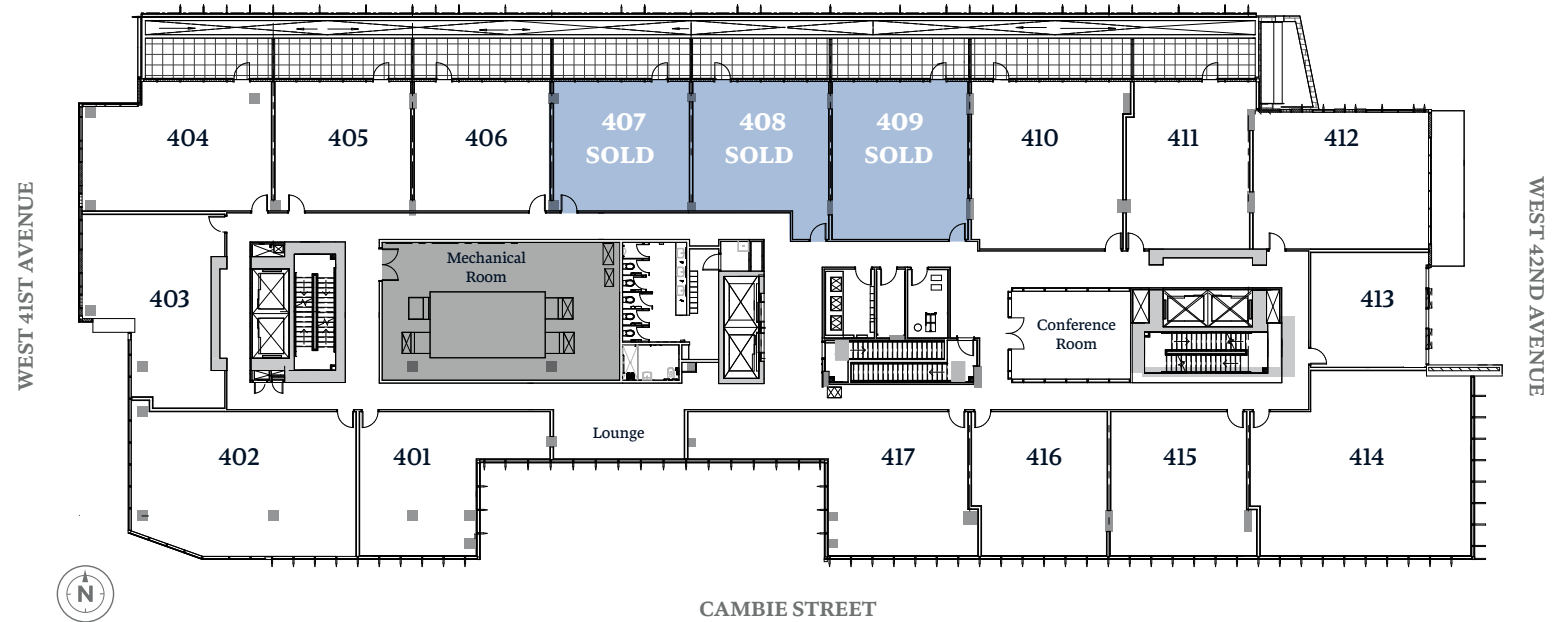 404
405
406
407
SOLD
408
SOLD
409
SOLD
410
411
412
WEST 41ST AVENUE
WEST 42ND AVENUE
403
Mechanical
Room
Conference
Room
413
402
401
Lounge
417
416
415
414
N
CAMBIE STREET